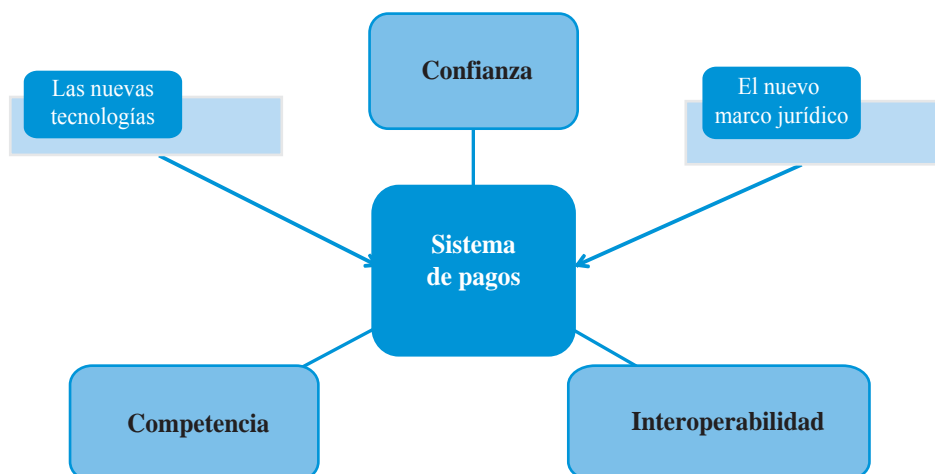 Confianza
Las nuevas
tecnologías
El nuevo
marco jurídico
Sistema
de pagos
Competencia
Interoperabilidad